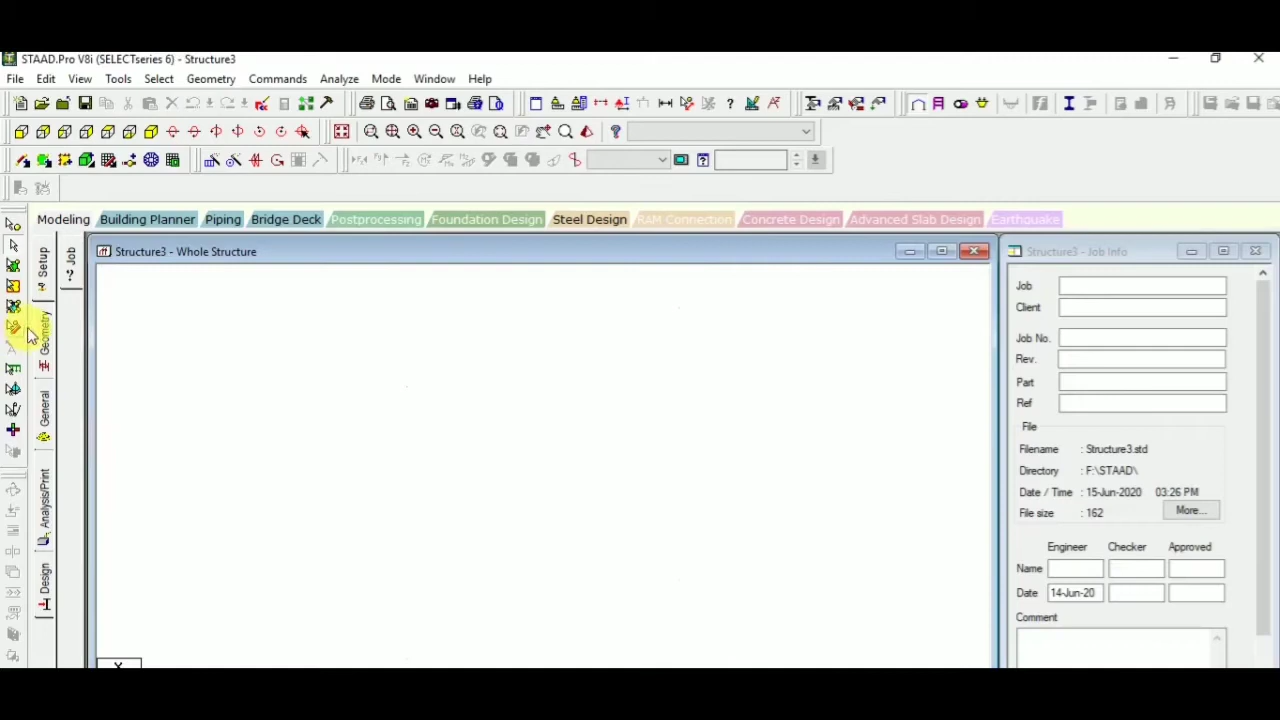 STAAD.Pro V8i (SELECTseries 6) - Structure3
File Edit View Tools Select Geometry Commands Analyze Mode Window Help
Modeling Building Planner Piping Bridge Deck Postprocessing Foundation Design Steel Design RAM Connection Concrete Design Advanced Slab Design Earthquake
Setup
Geometry
General
Analysis/Print
Design
Job
Structure3 - Whole Structure
X
Structure3 - Job Info
Job
Client
Job No.
Rev.
Part
Ref
File
Filename : Structure3.std
Directory : F:\STAAD\
Date / Time : 15-Jun-2020 03:26 PM
File size : 162 More...
Engineer Checker Approved
Name
Date 14-Jun-20
Comment